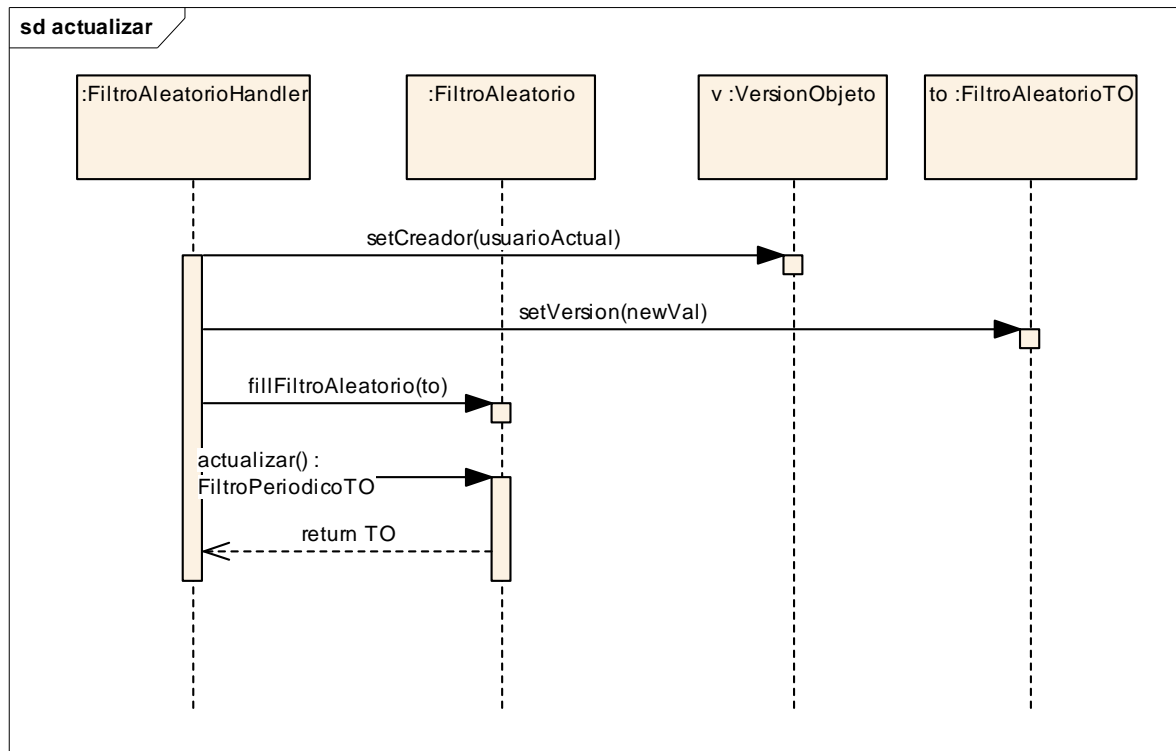 sd actualizar
:FiltroAleatorioHandler
:FiltroAleatorio
v :VersionObjeto
to :FiltroAleatorioTO
setCreador(usuarioActual)
setVersion(newVal)
fillFiltroAleatorio(to)
actualizar() :
FiltroPeriodicoTO
return TO